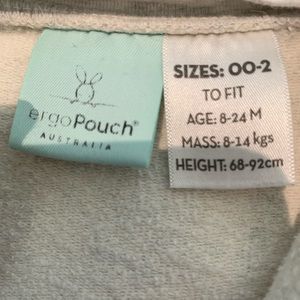 ergoPouch®
AUSTRALIA
SIZES: 00-2
TO FIT
AGE: 8-24 M
MASS: 8-14 kgs
HEIGHT: 68-92cm